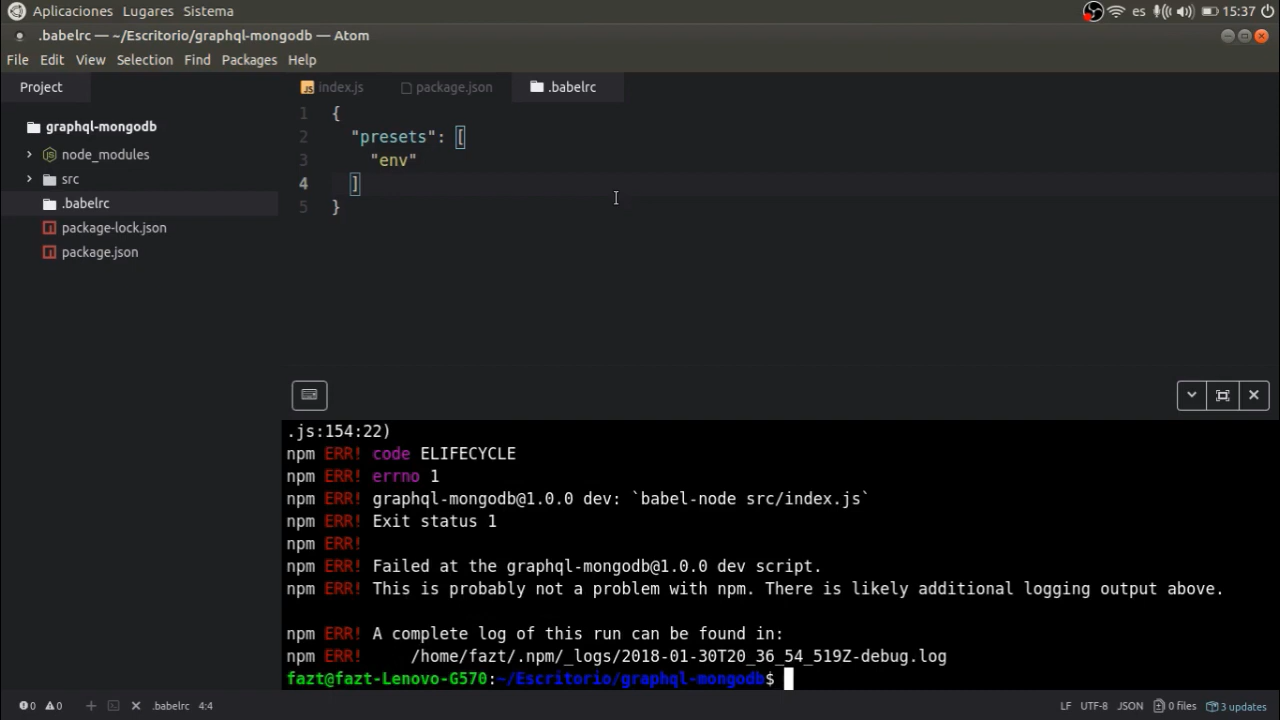 Aplicaciones Lugares Sistema es 15:37
.babelrc — ~/Escritorio/graphql-mongodb — Atom
File Edit View Selection Find Packages Help
Project JS index.js package.json .babelrc
graphql-mongodb
node_modules
src
.babelrc
package-lock.json
package.json
1 {
2 "presets": [
3 "env"
4 ]
5 }
.js:154:22)
npm ERR! code ELIFECYCLE
npm ERR! errno 1
npm ERR! graphql-mongodb@1.0.0 dev: `babel-node src/index.js`
npm ERR! Exit status 1
npm ERR!
npm ERR! Failed at the graphql-mongodb@1.0.0 dev script.
npm ERR! This is probably not a problem with npm. There is likely additional logging output above.
npm ERR! A complete log of this run can be found in:
npm ERR! /home/fazt/.npm/_logs/2018-01-30T20_36_54_519Z-debug.log
fazt@fazt-Lenovo-G570:~/Escritorio/graphql-mongodb$
0 0 .babelrc 4:4 LF UTF-8 JSON 0 files 3 updates